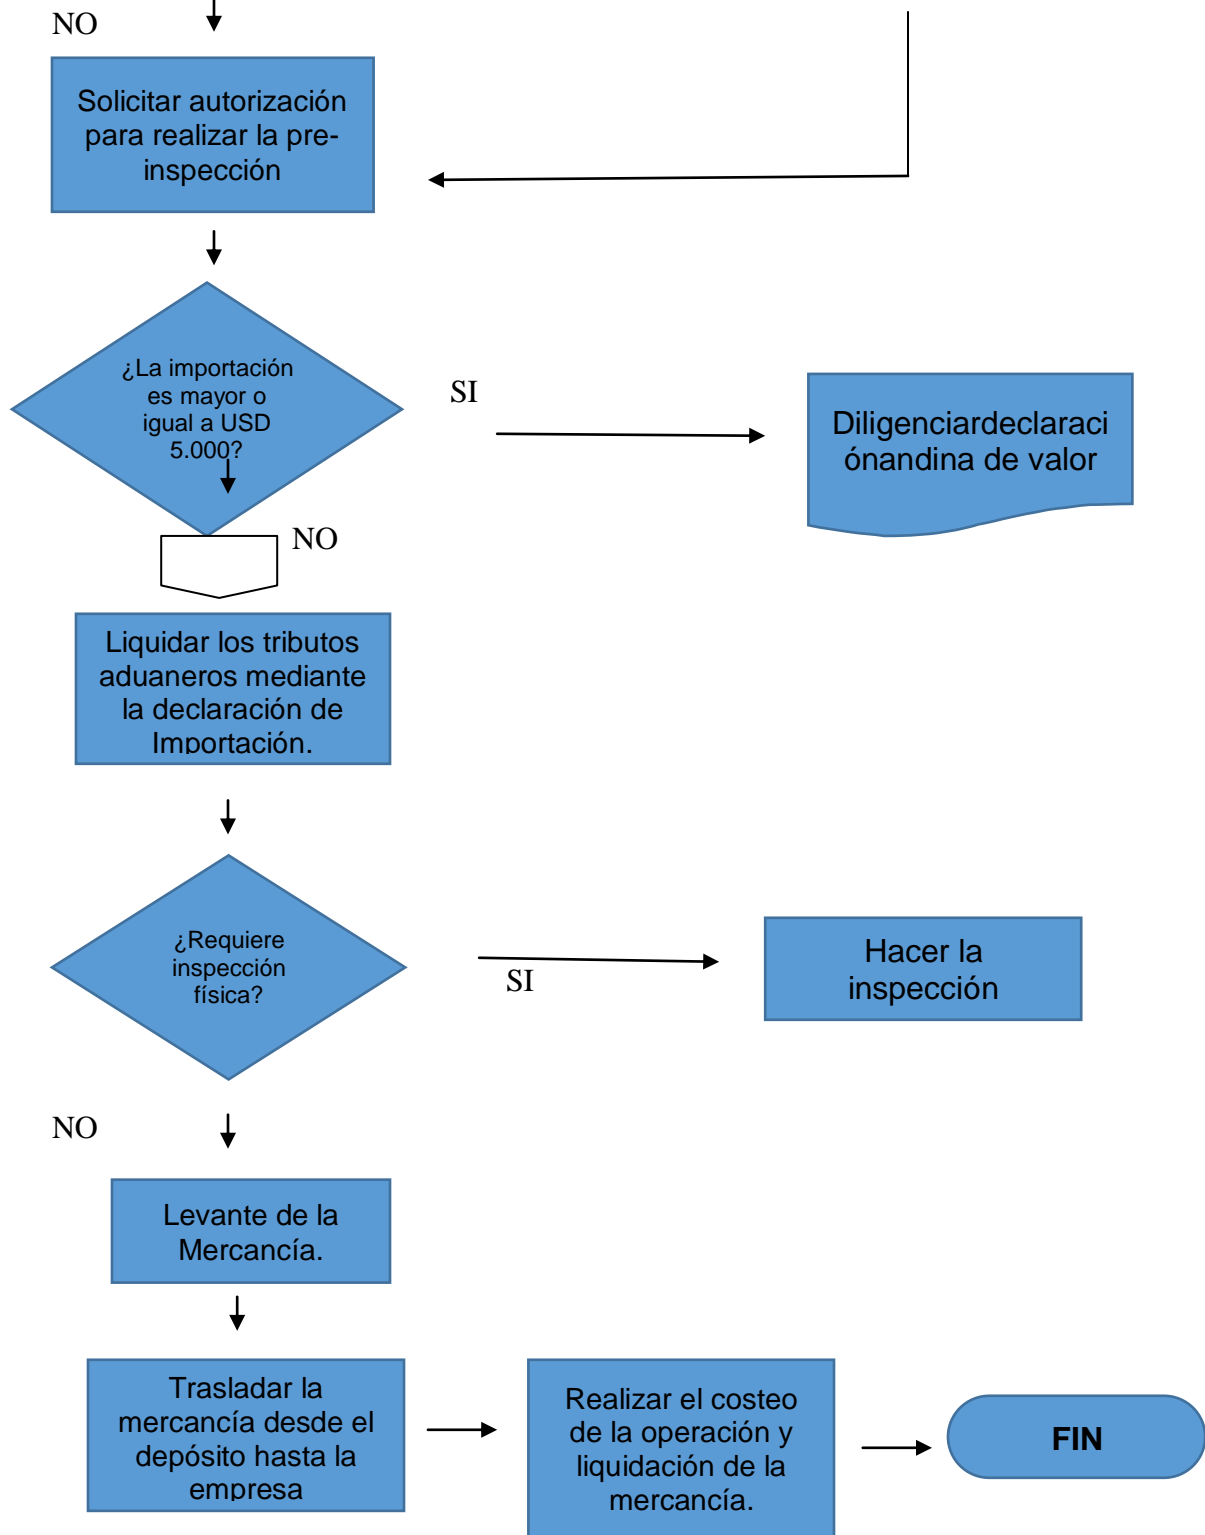 NO
Solicitar autorización
para realizar la pre-
inspección
¿La importación
es mayor o
igual a USD
5.000?
SI
Diligenciardeclaraci
ónandina de valor
NO
Liquidar los tributos
aduaneros mediante
la declaración de
Importación.
¿Requiere
inspección
física?
SI
Hacer la
inspección
NO
Levante de la
Mercancía.
Trasladar la
mercancía desde el
depósito hasta la
empresa
Realizar el costeo
de la operación y
liquidación de la
mercancía.
FIN